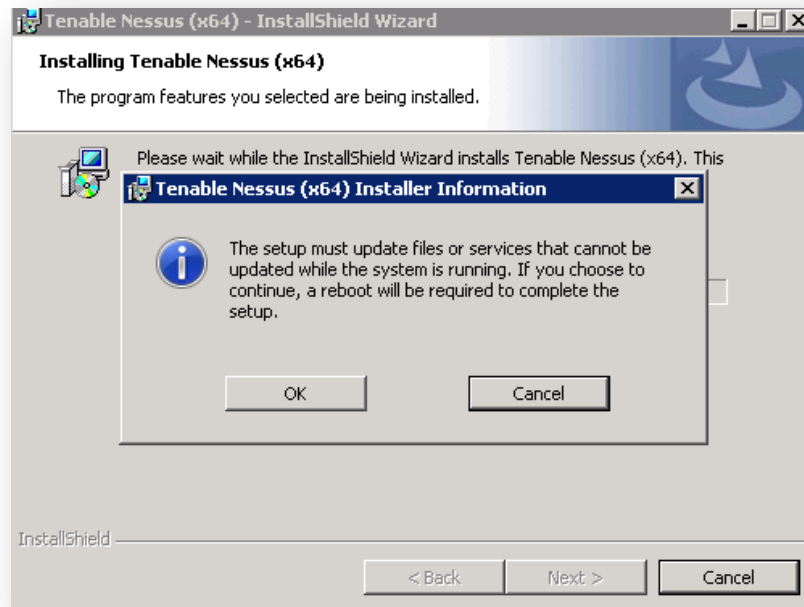 Tenable Nessus (x64) - InstallShield Wizard
Installing Tenable Nessus (x64)
The program features you selected are being installed.
Please wait while the InstallShield Wizard installs Tenable Nessus (x64). This
Tenable Nessus (x64) Installer Information
The setup must update files or services that cannot be
updated while the system is running. If you choose to
continue, a reboot will be required to complete the
setup.
OK
Cancel
InstallShield
< Back
Next >
Cancel